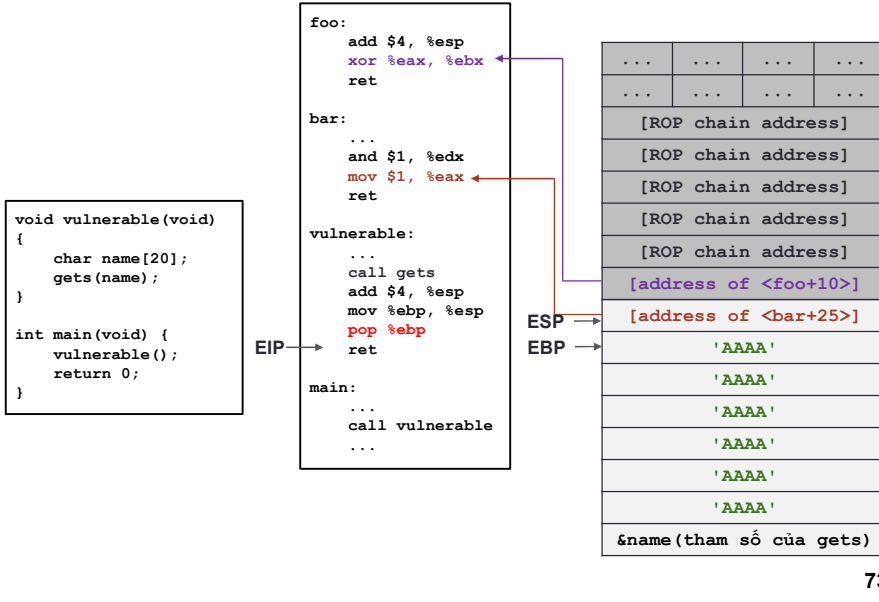 void vulnerable(void)
{
char name[20];
gets(name);
}
int main(void) {
vulnerable();
return 0;
}
EIP
foo:
add $4, %esp
xor %eax, %ebx
ret
bar:
...
and $1, %edx
mov $1, %eax
ret
vulnerable:
...
call gets
add $4, %esp
mov %ebp, %esp
pop %ebp
ret
main:
...
call vulnerable
...
ESP
EBP
... ... ... ...
... ... ... ...
[ROP chain address]
[ROP chain address]
[ROP chain address]
[ROP chain address]
[ROP chain address]
[address of <foo+10>]
[address of <bar+25>]
'AAAA'
'AAAA'
'AAAA'
'AAAA'
'AAAA'
'AAAA'
&name(tham số của gets)